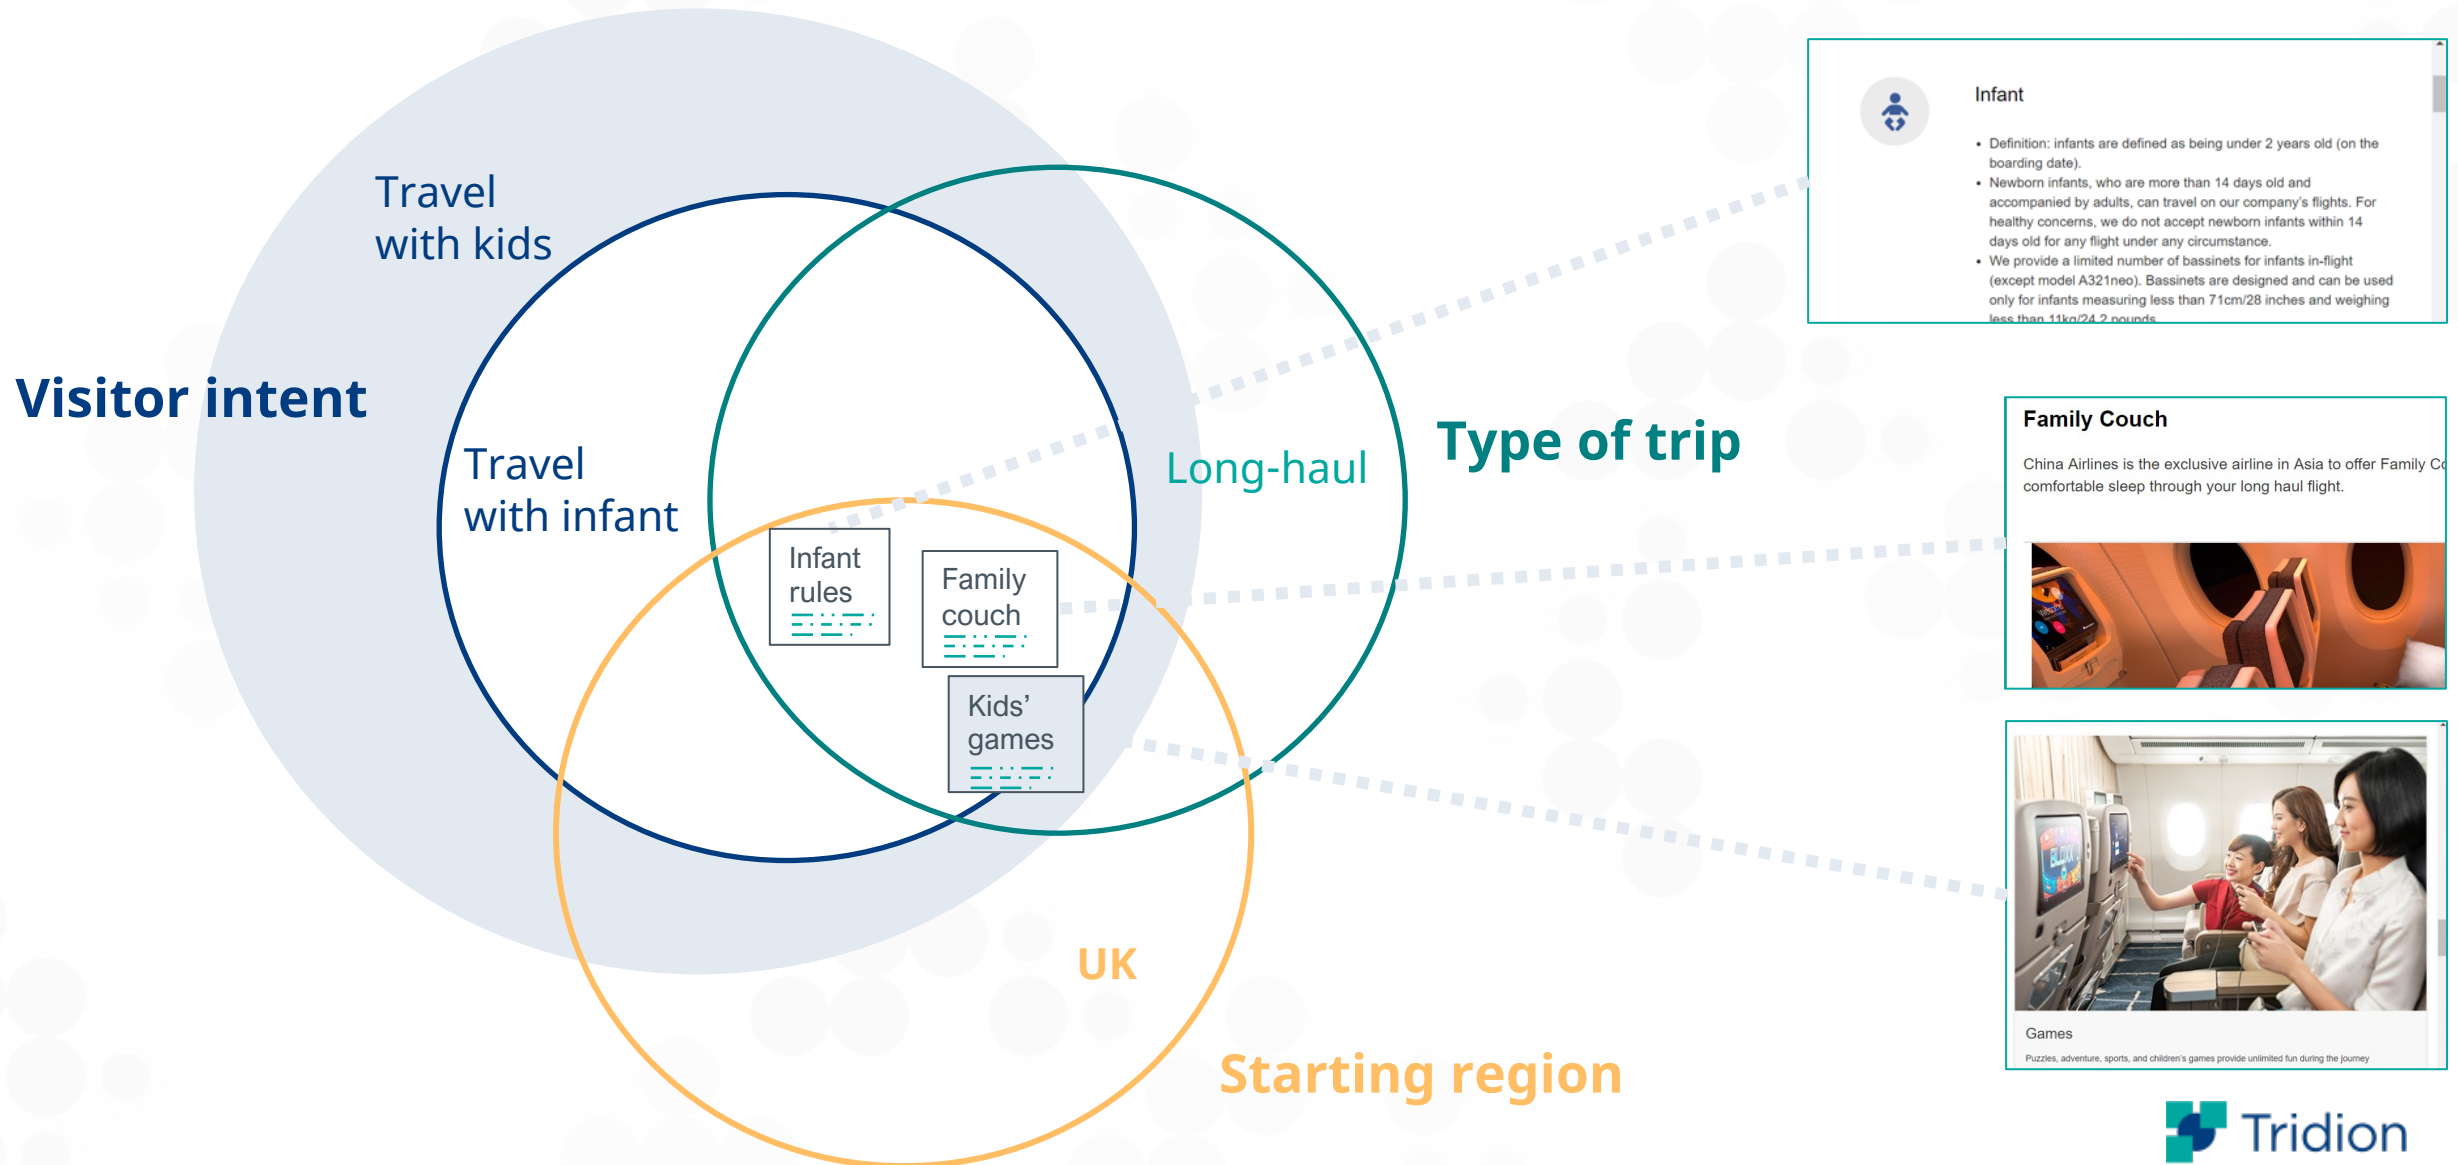 Travel
with kids
Visitor intent
Travel
with infant
Long-haul
Type of trip
Infant
rules
Family
couch
Kids’
games
UK
Starting region
Infant
• Definition: infants are defined as being under 2 years old (on the
boarding date).
• Newborn infants, who are more than 14 days old and
accompanied by adults, can travel on our company's flights. For
healthy concerns, we do not accept newborn infants within 14
days old for any flight under any circumstance.
• We provide a limited number of bassinets for infants in-flight
(except model A321neo). Bassinets are designed and can be used
only for infants measuring less than 71cm/28 inches and weighing
less than 11kg/24.2 pounds
Family Couch
China Airlines is the exclusive airline in Asia to offer Family Co
comfortable sleep through your long haul flight.
Games
Puzzles, adventure, sports, and children's games provide unlimited fun during the journey
Tridion